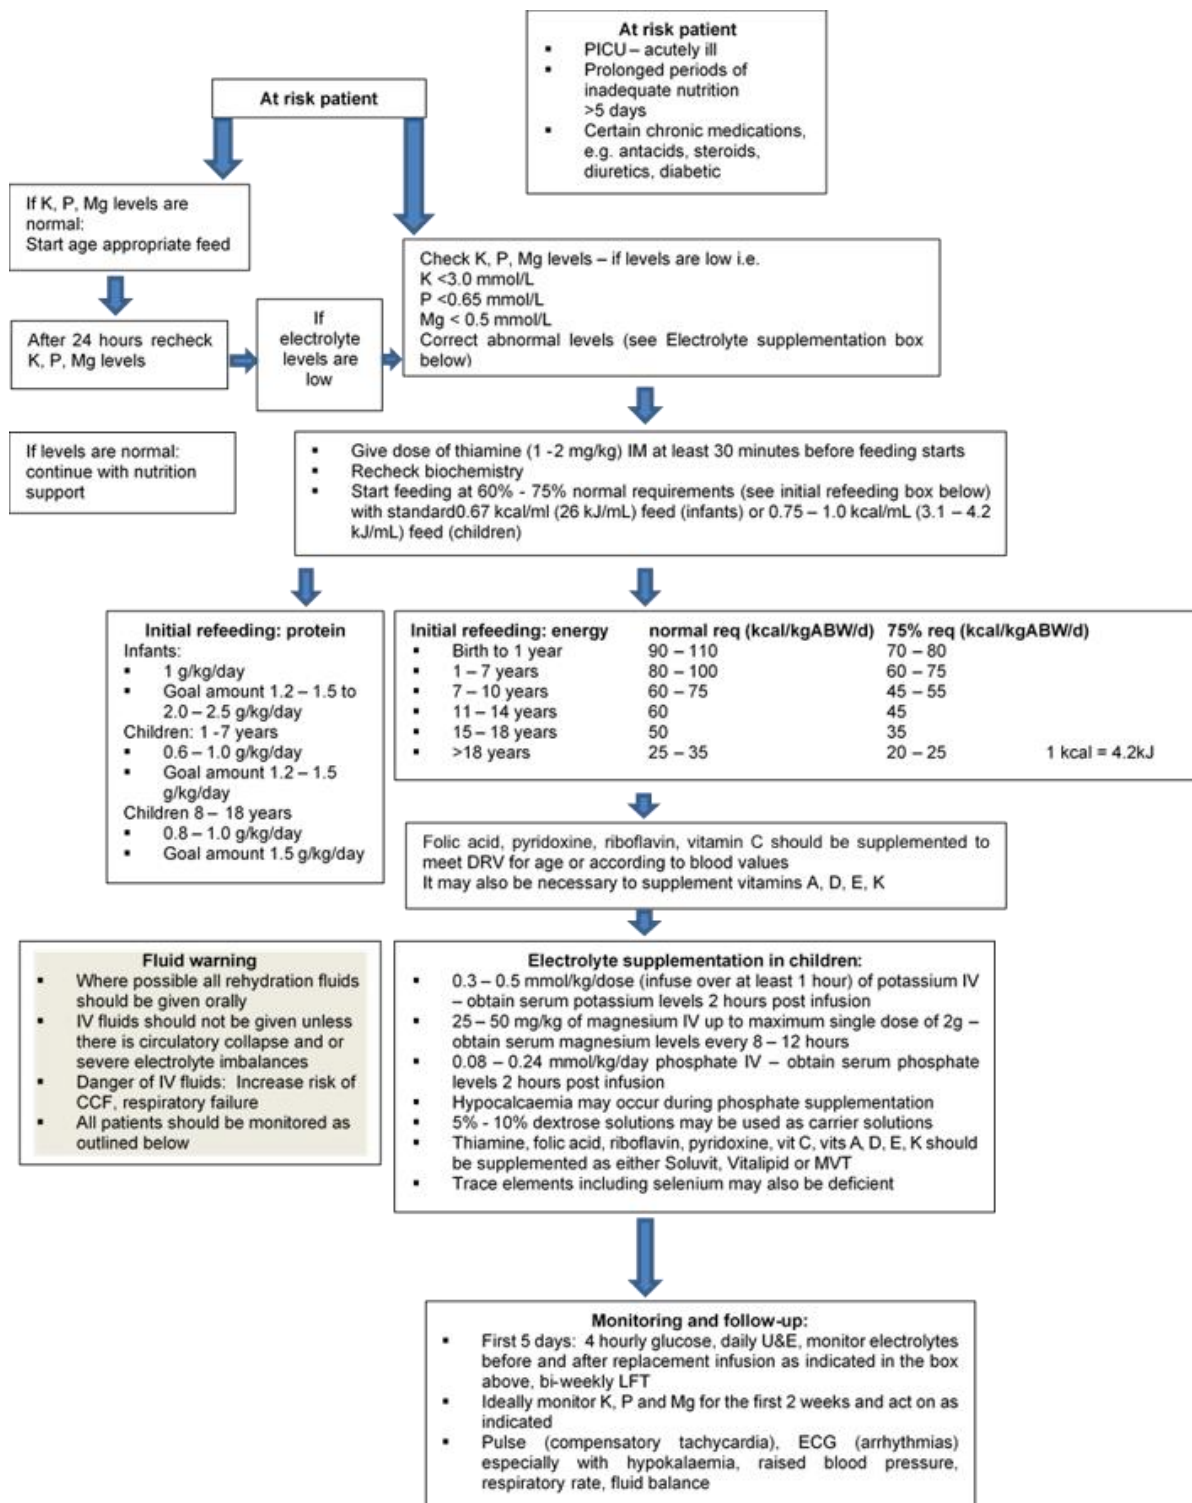 At risk patient
▪ PICU – acutely ill
▪ Prolonged periods of
inadequate nutrition
>5 days
▪ Certain chronic medications,
e.g. antacids, steroids,
diuretics, diabetic
At risk patient
If K, P, Mg levels are
normal:
Start age appropriate feed
After 24 hours recheck
K, P, Mg levels
If
electrolyte
levels are
low
Check K, P, Mg levels – if levels are low i.e.
K <3.0 mmol/L
P <0.65 mmol/L
Mg < 0.5 mmol/L
Correct abnormal levels (see Electrolyte supplementation box
below)
If levels are normal:
continue with nutrition
support
▪ Give dose of thiamine (1 -2 mg/kg) IM at least 30 minutes before feeding starts
▪ Recheck biochemistry
▪ Start feeding at 60% - 75% normal requirements (see initial refeeding box below)
with standard0.67 kcal/ml (26 kJ/mL) feed (infants) or 0.75 – 1.0 kcal/mL (3.1 – 4.2
kJ/mL) feed (children)
Initial refeeding: protein
Infants:
▪ 1 g/kg/day
▪ Goal amount 1.2 – 1.5 to
2.0 – 2.5 g/kg/day
Children: 1 -7 years
▪ 0.6 – 1.0 g/kg/day
▪ Goal amount 1.2 – 1.5
g/kg/day
Children 8 – 18 years
▪ 0.8 – 1.0 g/kg/day
▪ Goal amount 1.5 g/kg/day
Initial refeeding: energy normal req (kcal/kgABW/d) 75% req (kcal/kgABW/d)
▪ Birth to 1 year 90 – 110 70 – 80
▪ 1 – 7 years 80 – 100 60 – 75
▪ 7 – 10 years 60 – 75 45 – 55
▪ 11 – 14 years 60 45
▪ 15 – 18 years 50 35
▪ >18 years 25 – 35 20 – 25 1 kcal = 4.2kJ
Folic acid, pyridoxine, riboflavin, vitamin C should be supplemented to
meet DRV for age or according to blood values
It may also be necessary to supplement vitamins A, D, E, K
Fluid warning
▪ Where possible all rehydration fluids
should be given orally
▪ IV fluids should not be given unless
there is circulatory collapse and or
severe electrolyte imbalances
▪ Danger of IV fluids: Increase risk of
CCF, respiratory failure
▪ All patients should be monitored as
outlined below
Electrolyte supplementation in children:
▪ 0.3 – 0.5 mmol/kg/dose (infuse over at least 1 hour) of potassium IV
– obtain serum potassium levels 2 hours post infusion
▪ 25 – 50 mg/kg of magnesium IV up to maximum single dose of 2g –
obtain serum magnesium levels every 8 – 12 hours
▪ 0.08 – 0.24 mmol/kg/day phosphate IV – obtain serum phosphate
levels 2 hours post infusion
▪ Hypocalcaemia may occur during phosphate supplementation
▪ 5% - 10% dextrose solutions may be used as carrier solutions
▪ Thiamine, folic acid, riboflavin, pyridoxine, vit C, vits A, D, E, K should
be supplemented as either Soluvit, Vitalipid or MVT
▪ Trace elements including selenium may also be deficient
Monitoring and follow-up:
▪ First 5 days: 4 hourly glucose, daily U&E, monitor electrolytes
before and after replacement infusion as indicated in the box
above, bi-weekly LFT
▪ Ideally monitor K, P and Mg for the first 2 weeks and act on as
indicated
▪ Pulse (compensatory tachycardia), ECG (arrhythmias)
especially with hypokalaemia, raised blood pressure,
respiratory rate, fluid balance